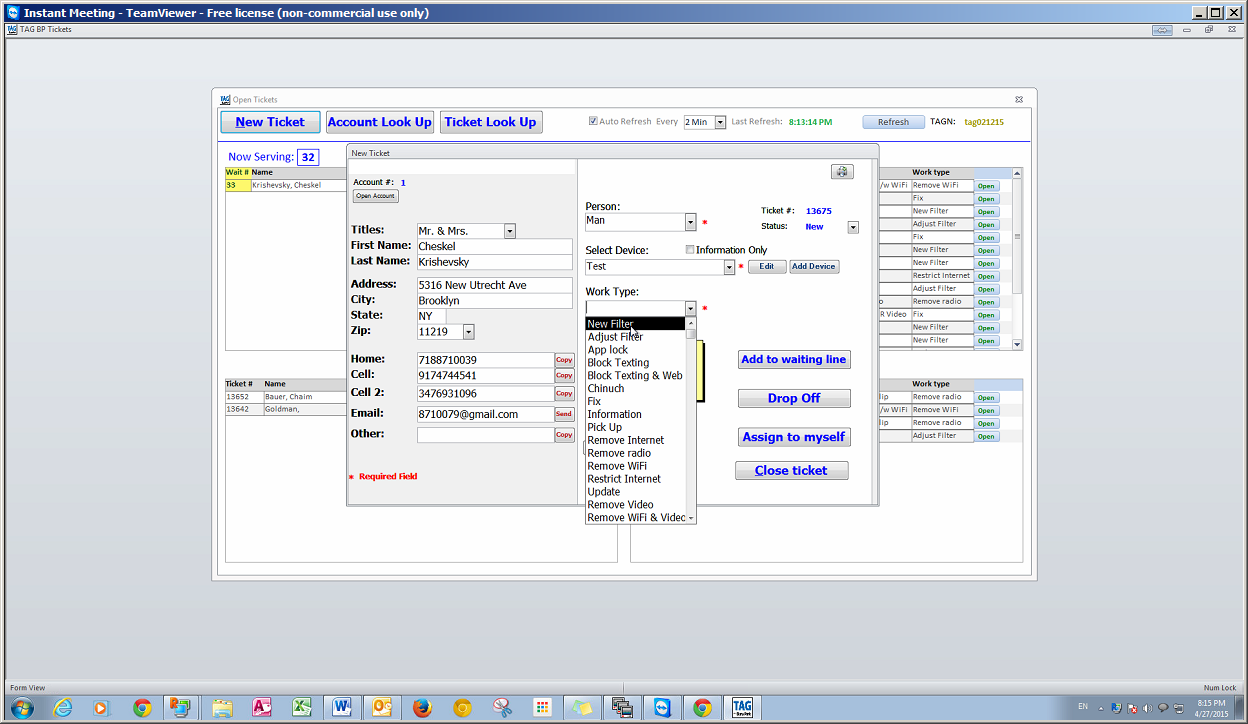 Instant Meeting - TeamViewer - Free license (non-commercial use only)
TAG BP Tickets
Open Tickets
New Ticket Account Look Up Ticket Look Up Auto Refresh Every 2 Min Last Refresh: 8:13:14 PM Refresh TAGN: tag021215
Now Serving: 32
Wait # Name
33 Krishevsky, Cheskel
New Ticket
Account #: 1
Open Account
Titles: Mr. & Mrs.
First Name: Cheskel
Last Name: Krishevsky
Address: 5316 New Utrecht Ave
City: Brooklyn
State: NY
Zip: 11219
Home: 7188710039 Copy
Cell: 9174744541 Copy
Cell 2: 3476931096 Copy
Email: 8710079@gmail.com Send
Other: Copy
* Required Field
Person:
Man *
Ticket #: 13675
Status: New
Select Device: Information Only
Test * Edit Add Device
Work Type:
*
New Filter
Adjust Filter
App lock
Block Texting
Block Texting & Web
Chinuch
Fix
Information
Pick Up
Remove Internet
Remove radio
Remove WiFi
Restrict Internet
Update
Remove Video
Remove WiFi & Video
Add to waiting line
Drop Off
Assign to myself
Close ticket
Work type
/w WiFi Remove WiFi Open
Fix Open
New Filter Open
Adjust Filter Open
Fix Open
New Filter Open
New Filter Open
Restrict Internet Open
Adjust Filter Open
o Remove radio Open
R Video Fix Open
New Filter Open
New Filter Open
Ticket # Name
13652 Bauer, Chaim
13642 Goldman,
Work type
lip Remove radio Open
/w WiFi Remove WiFi Open
lip Remove radio Open
Adjust Filter Open
Form View Num Lock
TAG
EN 8:15 PM
4/27/2015